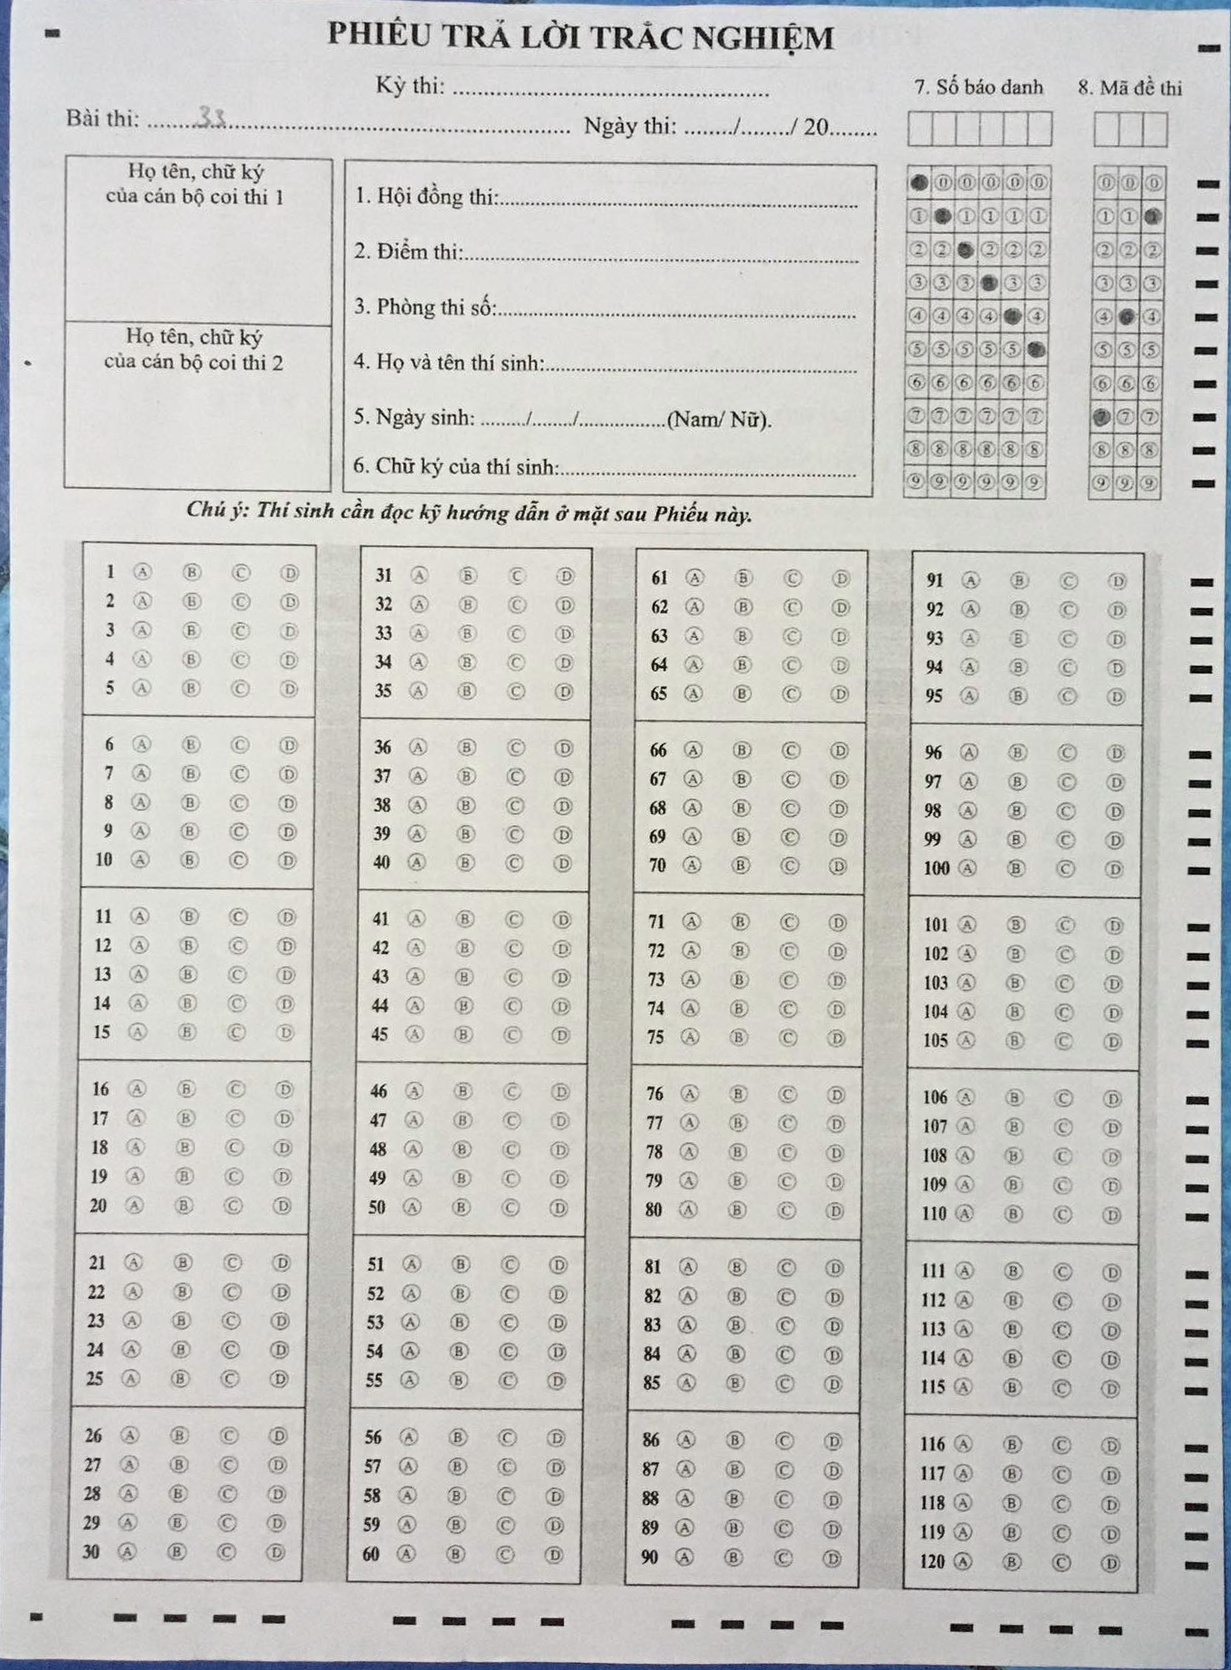 PHIẾU TRẢ LỜI TRẮC NGHIỆM
Kỳ thi: ................................................
Bài thi: ........33........................................ Ngày thi: ......../......../ 20........
7. Số báo danh
8. Mã đề thi
Họ tên, chữ ký
của cán bộ coi thi 1
Họ tên, chữ ký
của cán bộ coi thi 2
1. Hội đồng thi:................................................
2. Điểm thi:................................................
3. Phòng thi số:................................................
4. Họ và tên thí sinh:................................................
5. Ngày sinh: ......../......../................(Nam/ Nữ).
6. Chữ ký của thí sinh:................................................
0 0 0 0 0
1 1 1 1 1
2 2 2 2 2
3 3 3 3 3
4 4 4 4 4
5 5 5 5 5
6 6 6 6 6 6
7 7 7 7 7 7
8 8 8 8 8 8
9 9 9 9 9 9
0 0 0
1 1
2 2 2
3 3 3
4 4
5 5 5
6 6 6
7 7
8 8 8
9 9 9
Chú ý: Thí sinh cần đọc kỹ hướng dẫn ở mặt sau Phiếu này.
1 A B C D
2 A B C D
3 A B C D
4 A B C D
5 A B C D
6 A B C D
7 A B C D
8 A B C D
9 A B C D
10 A B C D
11 A B C D
12 A B C D
13 A B C D
14 A B C D
15 A B C D
16 A B C D
17 A B C D
18 A B C D
19 A B C D
20 A B C D
21 A B C D
22 A B C D
23 A B C D
24 A B C D
25 A B C D
26 A B C D
27 A B C D
28 A B C D
29 A B C D
30 A B C D
31 A B C D
32 A B C D
33 A B C D
34 A B C D
35 A B C D
36 A B C D
37 A B C D
38 A B C D
39 A B C D
40 A B C D
41 A B C D
42 A B C D
43 A B C D
44 A B C D
45 A B C D
46 A B C D
47 A B C D
48 A B C D
49 A B C D
50 A B C D
51 A B C D
52 A B C D
53 A B C D
54 A B C D
55 A B C D
56 A B C D
57 A B C D
58 A B C D
59 A B C D
60 A B C D
61 A B C D
62 A B C D
63 A B C D
64 A B C D
65 A B C D
66 A B C D
67 A B C D
68 A B C D
69 A B C D
70 A B C D
71 A B C D
72 A B C D
73 A B C D
74 A B C D
75 A B C D
76 A B C D
77 A B C D
78 A B C D
79 A B C D
80 A B C D
81 A B C D
82 A B C D
83 A B C D
84 A B C D
85 A B C D
86 A B C D
87 A B C D
88 A B C D
89 A B C D
90 A B C D
91 A B C D
92 A B C D
93 A B C D
94 A B C D
95 A B C D
96 A B C D
97 A B C D
98 A B C D
99 A B C D
100 A B C D
101 A B C D
102 A B C D
103 A B C D
104 A B C D
105 A B C D
106 A B C D
107 A B C D
108 A B C D
109 A B C D
110 A B C D
111 A B C D
112 A B C D
113 A B C D
114 A B C D
115 A B C D
116 A B C D
117 A B C D
118 A B C D
119 A B C D
120 A B C D